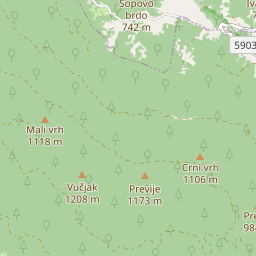 Sopovo
brdo
742 m
5903
Mali vrh
1118 m
Crni vrh
1106 m
Vučjak
1208 m
Previje
1173 m